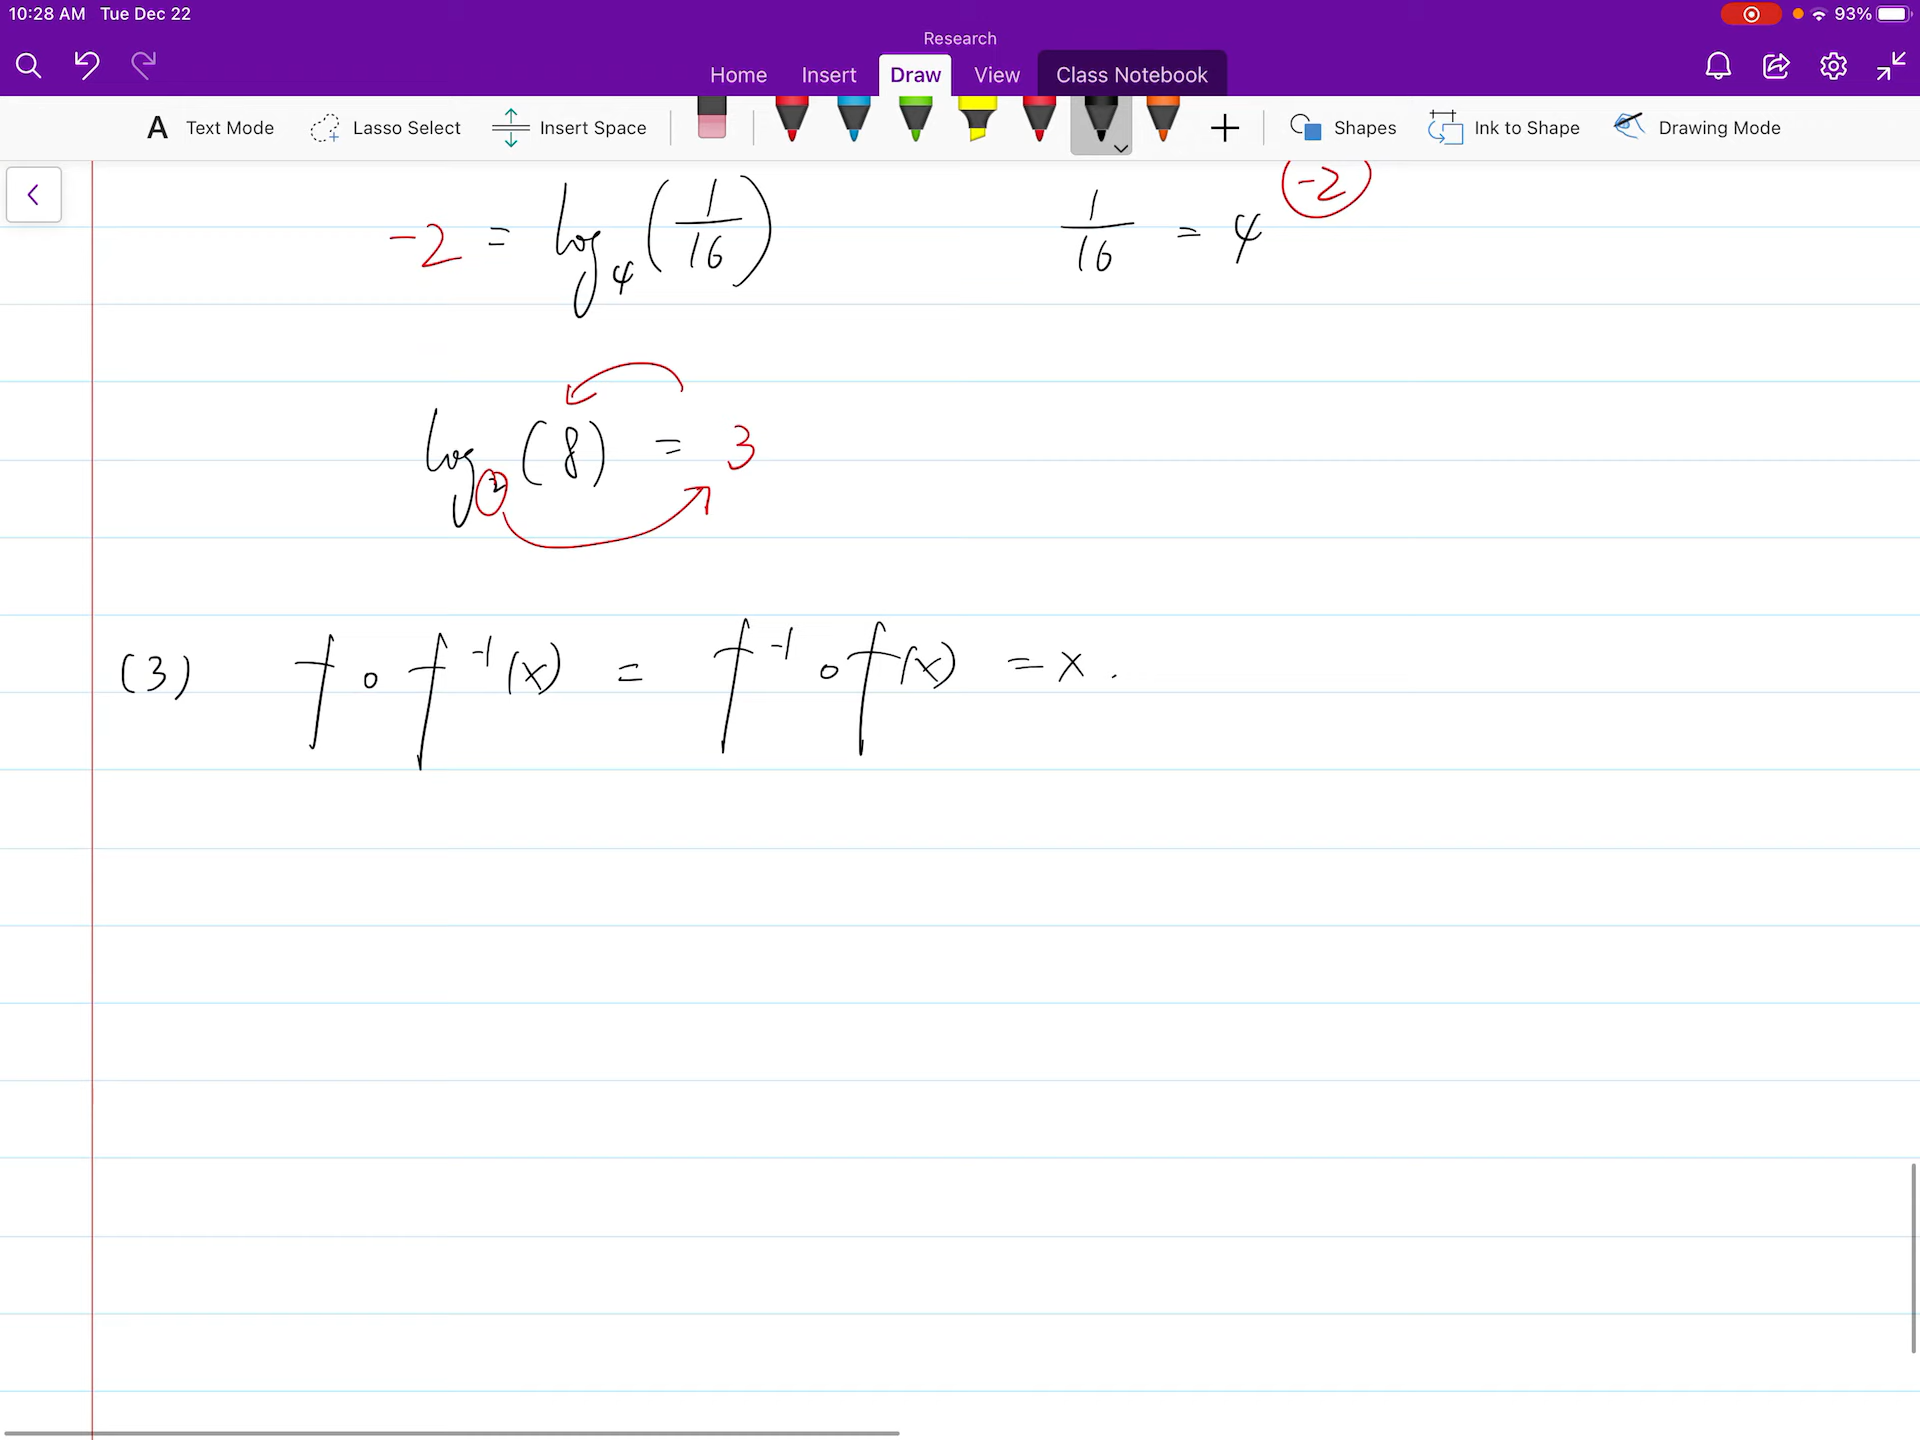 10:28 AM Tue Dec 22
93%
Research
Home Insert Draw View Class Notebook
A Text Mode Lasso Select Insert Space Shapes Ink to Shape Drawing Mode
-2 = log₄(1/16) 1/16 = 4⁻²
log₂(8) = 3
(3) f ∘ f⁻¹(x) = f⁻¹ ∘ f(x) = x.